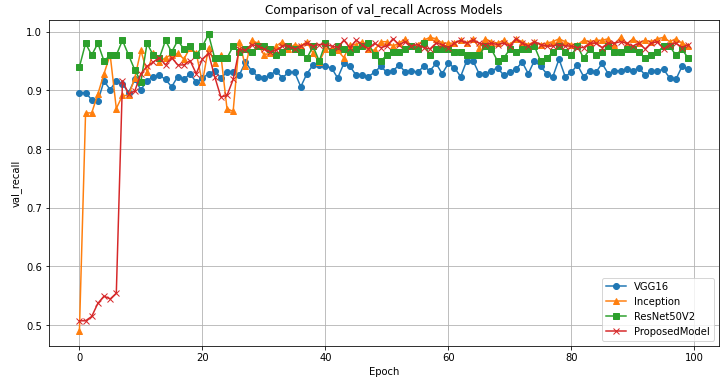 Comparison of val_recall Across Models
val_recall
1.0
0.9
0.8
0.7
0.6
0.5
0
20
40
60
80
100
Epoch
VGG16
Inception
ResNet50V2
ProposedModel